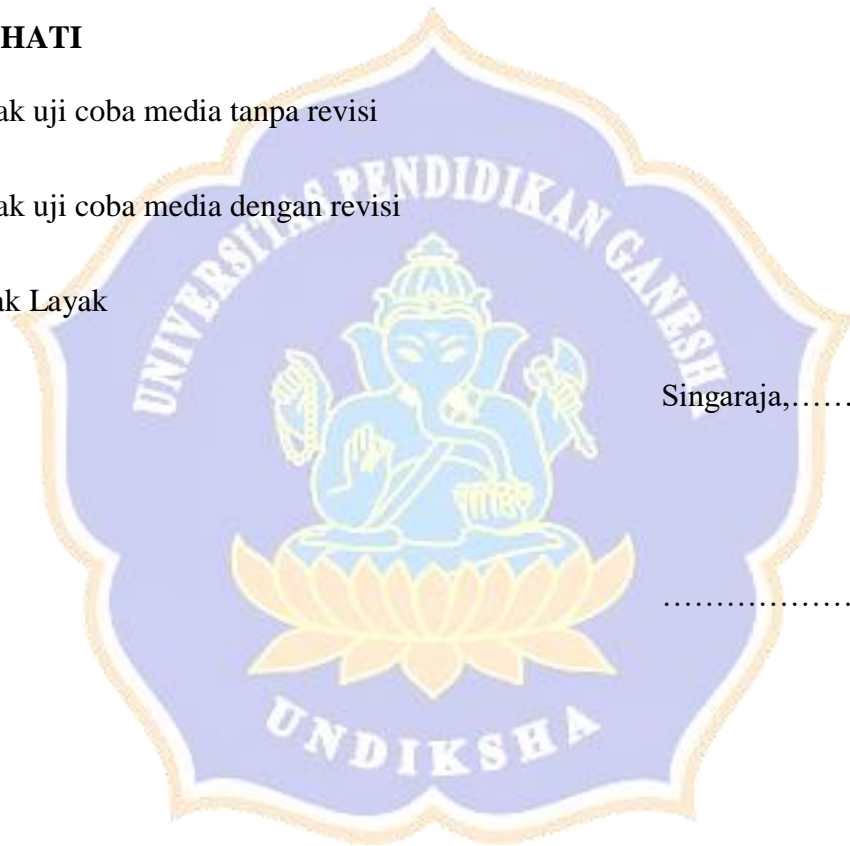 HATI
ak uji coba media tanpa revisi
ak uji coba media dengan revisi
ak Layak
UNIVERSITAS PENDIDIKAN GANESHA
Singaraja,……
…………………
UNDIKSHA